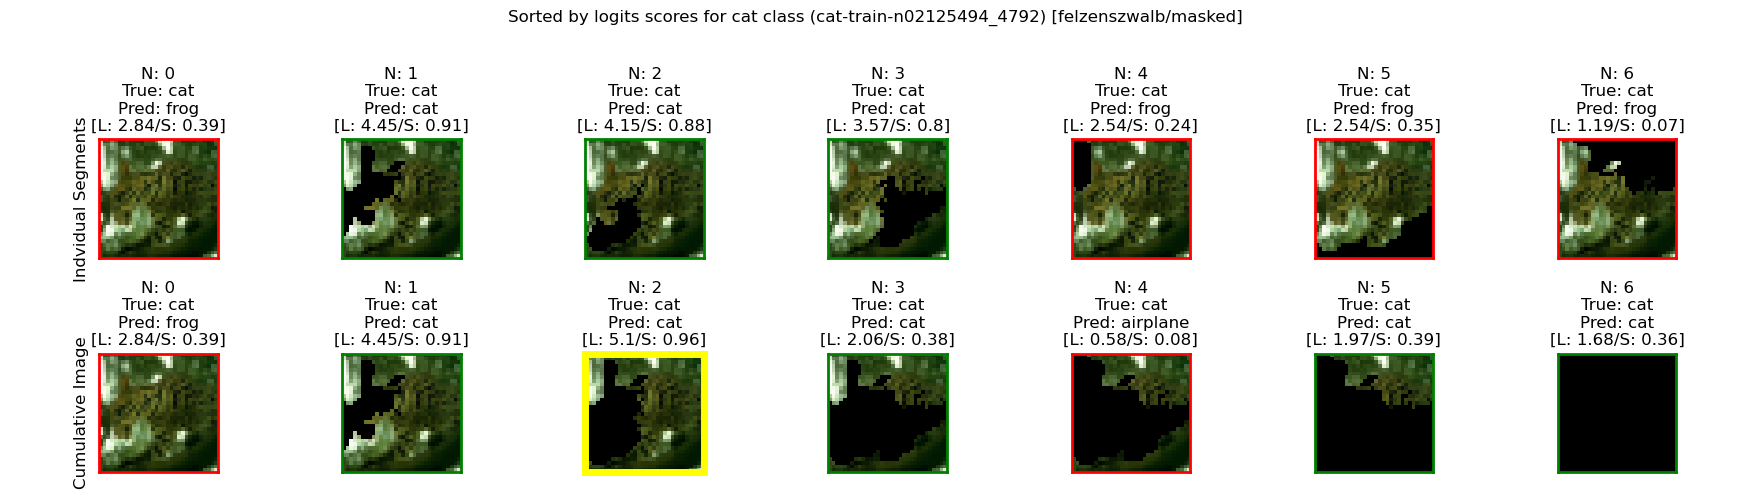 Sorted by logits scores for cat class (cat-train-n02125494_4792) [felzenszwalb/masked]
Indvidual Segments
N: 0
True: cat
Pred: frog
[L: 2.84/S: 0.39]
N: 1
True: cat
Pred: cat
[L: 4.45/S: 0.91]
N: 2
True: cat
Pred: cat
[L: 4.15/S: 0.88]
N: 3
True: cat
Pred: cat
[L: 3.57/S: 0.8]
N: 4
True: cat
Pred: frog
[L: 2.54/S: 0.24]
N: 5
True: cat
Pred: frog
[L: 2.54/S: 0.35]
N: 6
True: cat
Pred: frog
[L: 1.19/S: 0.07]
Cumulative Image
N: 0
True: cat
Pred: frog
[L: 2.84/S: 0.39]
N: 1
True: cat
Pred: cat
[L: 4.45/S: 0.91]
N: 2
True: cat
Pred: cat
[L: 5.1/S: 0.96]
N: 3
True: cat
Pred: cat
[L: 2.06/S: 0.38]
N: 4
True: cat
Pred: airplane
[L: 0.58/S: 0.08]
N: 5
True: cat
Pred: cat
[L: 1.97/S: 0.39]
N: 6
True: cat
Pred: cat
[L: 1.68/S: 0.36]